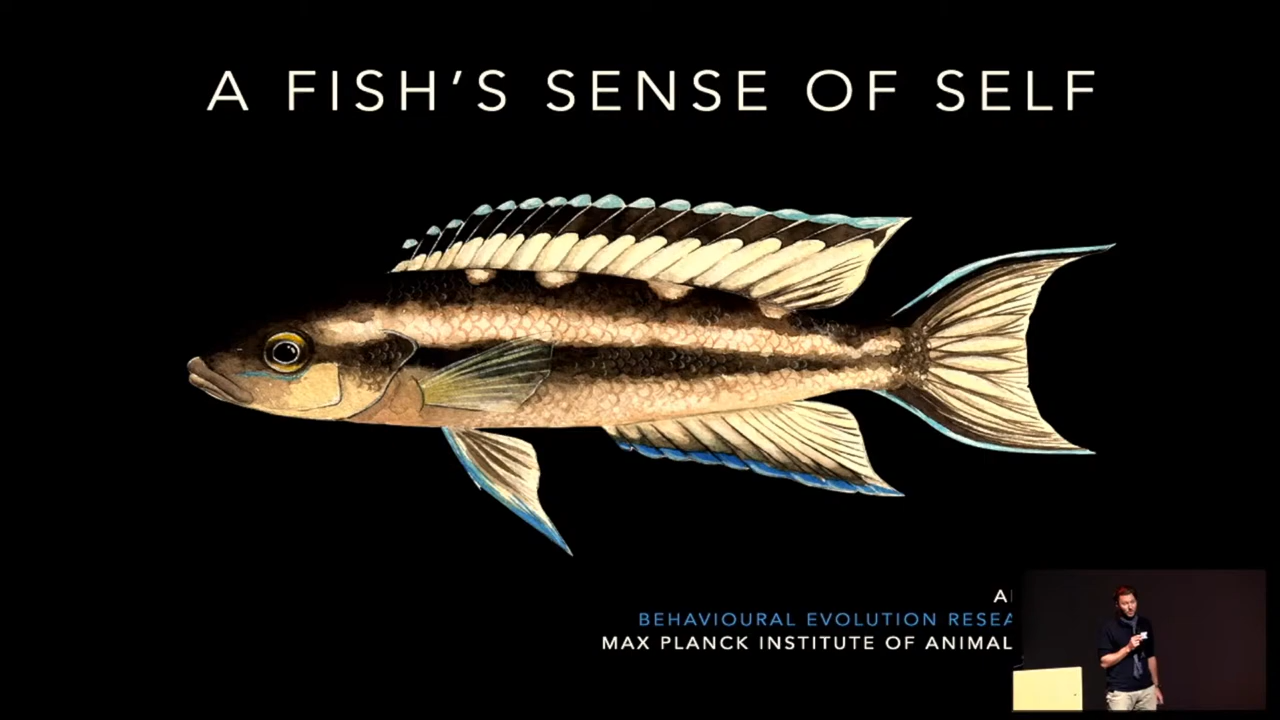 A FISH'S SENSE OF SELF
BEHAVIOURAL EVOLUTION
MAX PLANCK INSTITUTE OF ANIMAL